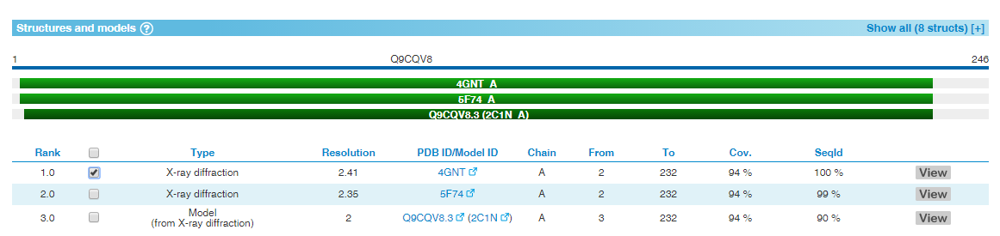 Structures and models ?
Show all (8 structs) [+]
1 Q9CQV8 246
4GNT A
5F74 A
Q9CQV8.3 (2C1N A)
Rank Type Resolution PDB ID/Model ID Chain From To Cov. SeqId
1.0 X-ray diffraction 2.41 4GNT A 2 232 94 % 100 % View
2.0 X-ray diffraction 2.35 5F74 A 2 232 94 % 99 % View
3.0 Model
(from X-ray diffraction) 2 Q9CQV8.3 (2C1N) A 3 232 94 % 90 % View